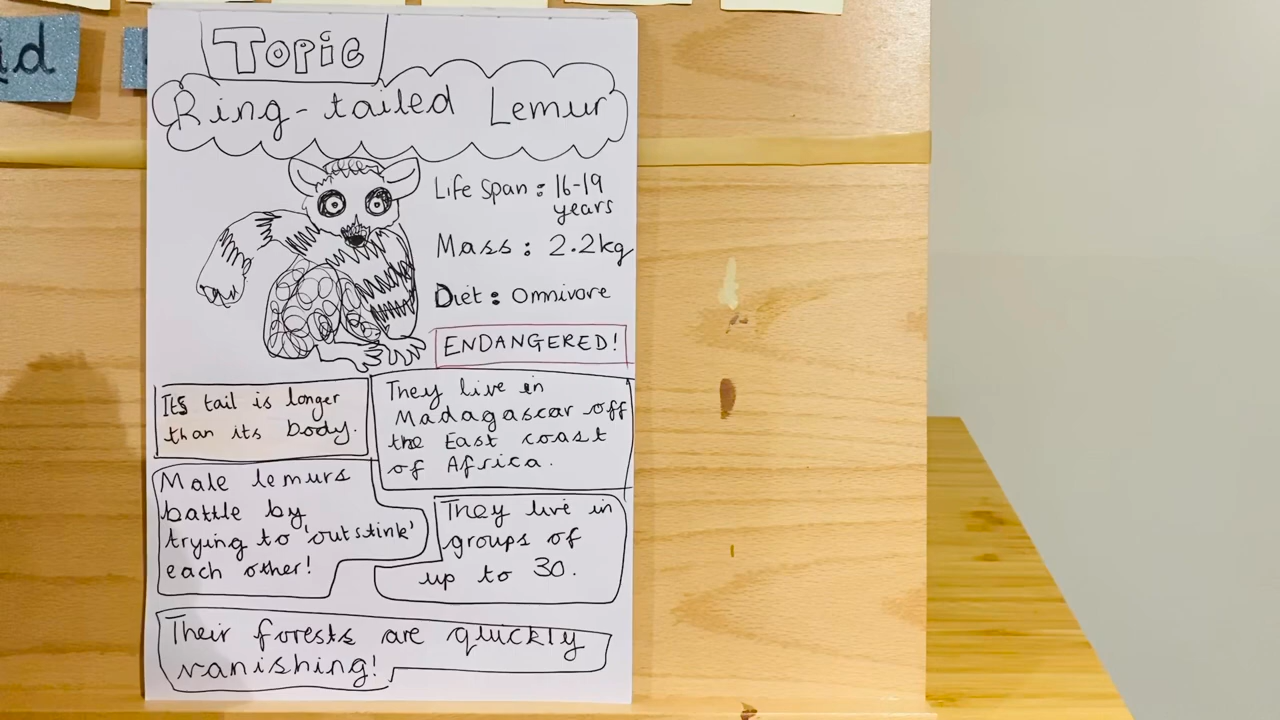 id
Topic
Ring-tailed Lemur
Life Span: 16-19
years
Mass: 2.2kg
Diet: Omnivore
ENDANGERED!
Its tail is longer
than its body.
They live in
Madagascar off
the East coast
of Africa.
Male lemurs
battle by
trying to 'outstink'
each other!
They live in
groups of
up to 30.
Their forests are quickly
vanishing!